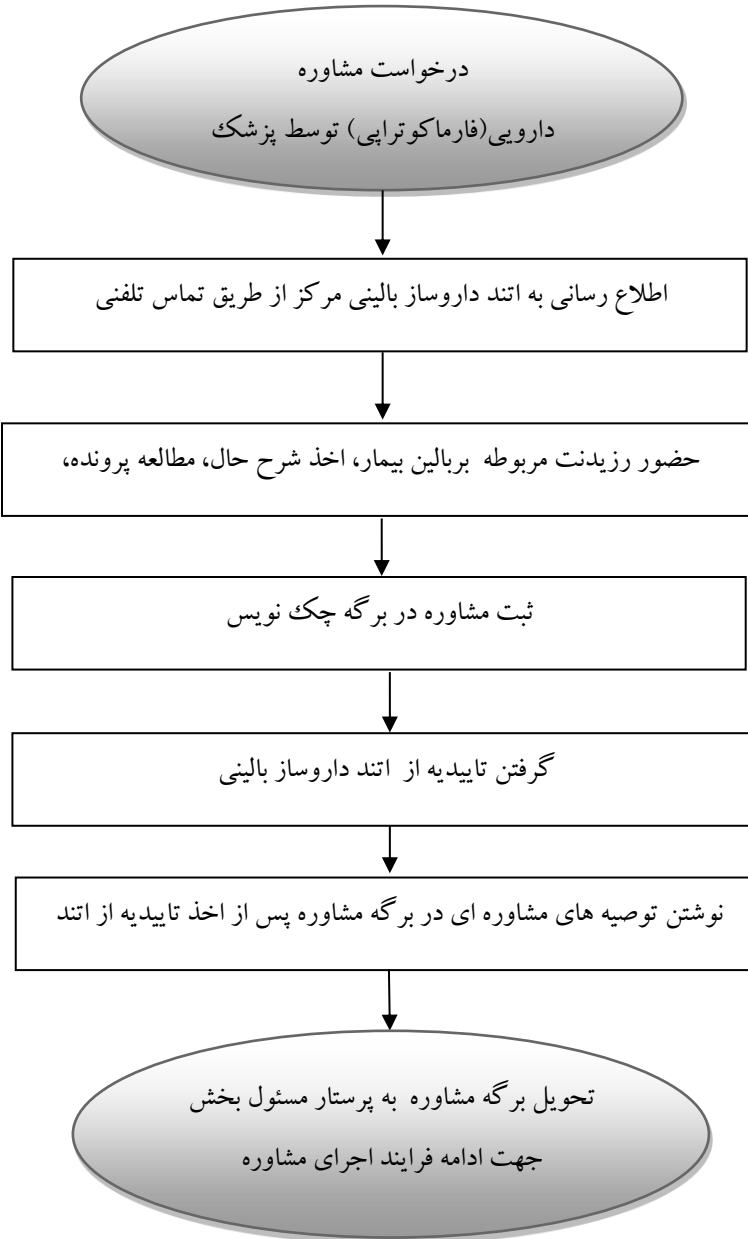 درخواست مشاوره
دارویی(فارماکوتراپی) توسط پزشک
اطلاع رسانی به اتند داروساز بالینی مرکز از طریق تماس تلفنی
حضور رزیدنت مربوطه بربالین بیمار، اخذ شرح حال، مطالعه پرونده،
ثبت مشاوره در برگه چک نویس
گرفتن تاییدیه از اتند داروساز بالینی
نوشتن توصیه های مشاوره ای در برگه مشاوره پس از اخذ تاییدیه از اتند
تحویل برگه مشاوره به پرستار مسئول بخش
جهت ادامه فرایند اجرای مشاوره